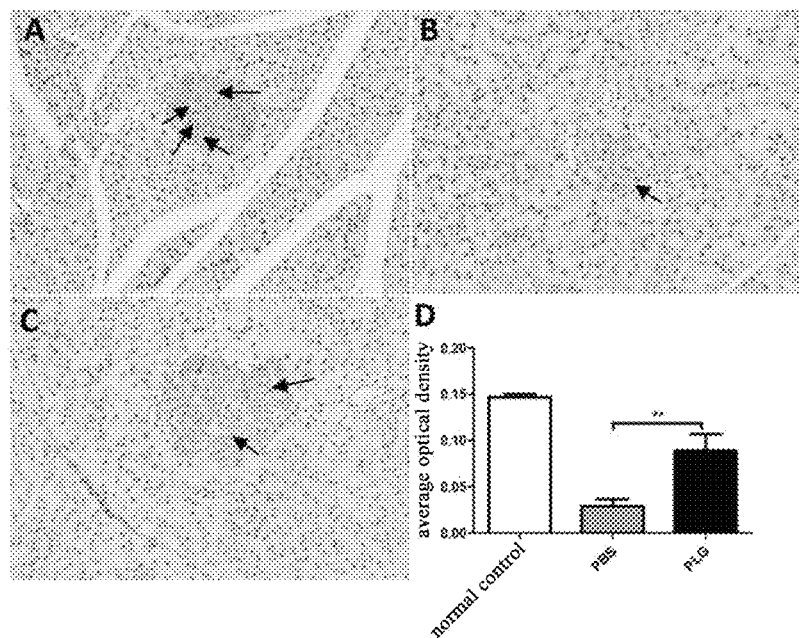 A
B
C
D
average optical density
0.20
0.15
0.10
0.05
0.00
**
normal control
PBS
PLG